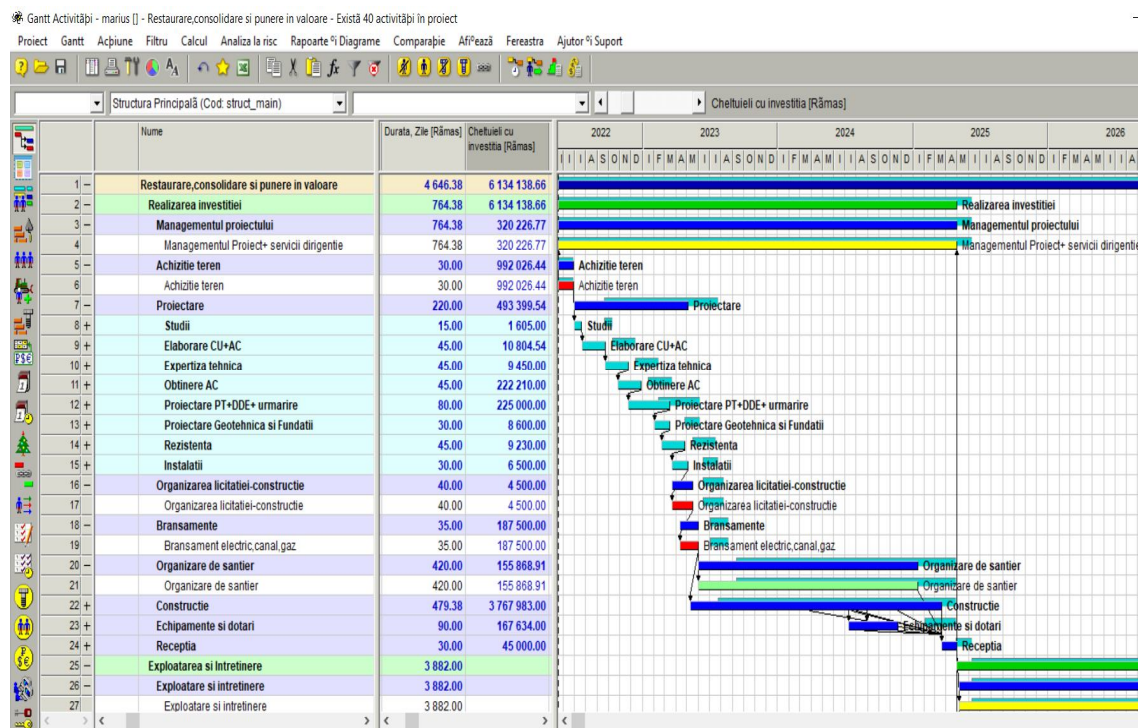 Gantt Activitãþi - marius [] - Restaurare,consolidare si punere in valoare - Existã 40 activitãþi în proiect
Proiect Gantt Acþiune Filtru Calcul Analiza la risc Rapoarte ºi Diagrame Comparaþie Afiºeazã Fereastra Ajutor ºi Suport
Structura Principalã (Cod: struct_main) Cheltuieli cu investitia [Rãmas]
Nume Durata, Zile [Rãmas] Cheltuieli cu investitia [Rãmas] 2022 2023 2024 2025 2026
I I I A S O N D I F M A M I I A S O N D I F M A M I I A S O N D I F M A M I I A S O N D I F M A M I I A
1 – Restaurare,consolidare si punere in valoare 4 646.38 6 134 138.66
2 – Realizarea investitiei 764.38 6 134 138.66 Realizarea investitiei
3 – Managementul proiectului 764.38 320 226.77 Managementul proiectului
4 Managementul Proiect+ servicii dirigentie 764.38 320 226.77 Managementul Proiect+ servicii dirigentie
5 – Achizitie teren 30.00 992 026.44 Achizitie teren
6 Achizitie teren 30.00 992 026.44 Achizitie teren
7 – Proiectare 220.00 493 399.54 Proiectare
8 + Studii 15.00 1 605.00 Studii
9 + Elaborare CU+AC 45.00 10 804.54 Elaborare CU+AC
10 + Expertiza tehnica 45.00 9 450.00 Expertiza tehnica
11 + Obtinere AC 45.00 222 210.00 Obtinere AC
12 + Proiectare PT+DDE+ urmarire 80.00 225 000.00 Proiectare PT+DDE+ urmarire
13 + Proiectare Geotehnica si Fundatii 30.00 8 600.00 Proiectare Geotehnica si Fundatii
14 + Rezistenta 45.00 9 230.00 Rezistenta
15 + Instalatii 30.00 6 500.00 Instalatii
16 – Organizarea licitatiei-constructie 40.00 4 500.00 Organizarea licitatiei-constructie
17 Organizarea licitatiei-constructie 40.00 4 500.00 Organizarea licitatiei-constructie
18 – Bransamente 35.00 187 500.00 Bransamente
19 Bransament electric,canal,gaz 35.00 187 500.00 Bransament electric,canal,gaz
20 – Organizare de santier 420.00 155 868.91 Organizare de santier
21 Organizare de santier 420.00 155 868.91 Organizare de santier
22 + Constructie 479.38 3 767 983.00 Constructie
23 + Echipamente si dotari 90.00 167 634.00 Echipamente si dotari
24 + Receptia 30.00 45 000.00 Receptia
25 – Exploatarea si Intretinere 3 882.00
26 – Exploatare si intretinere 3 882.00
27 Exploatare si intretinere 3 882.00